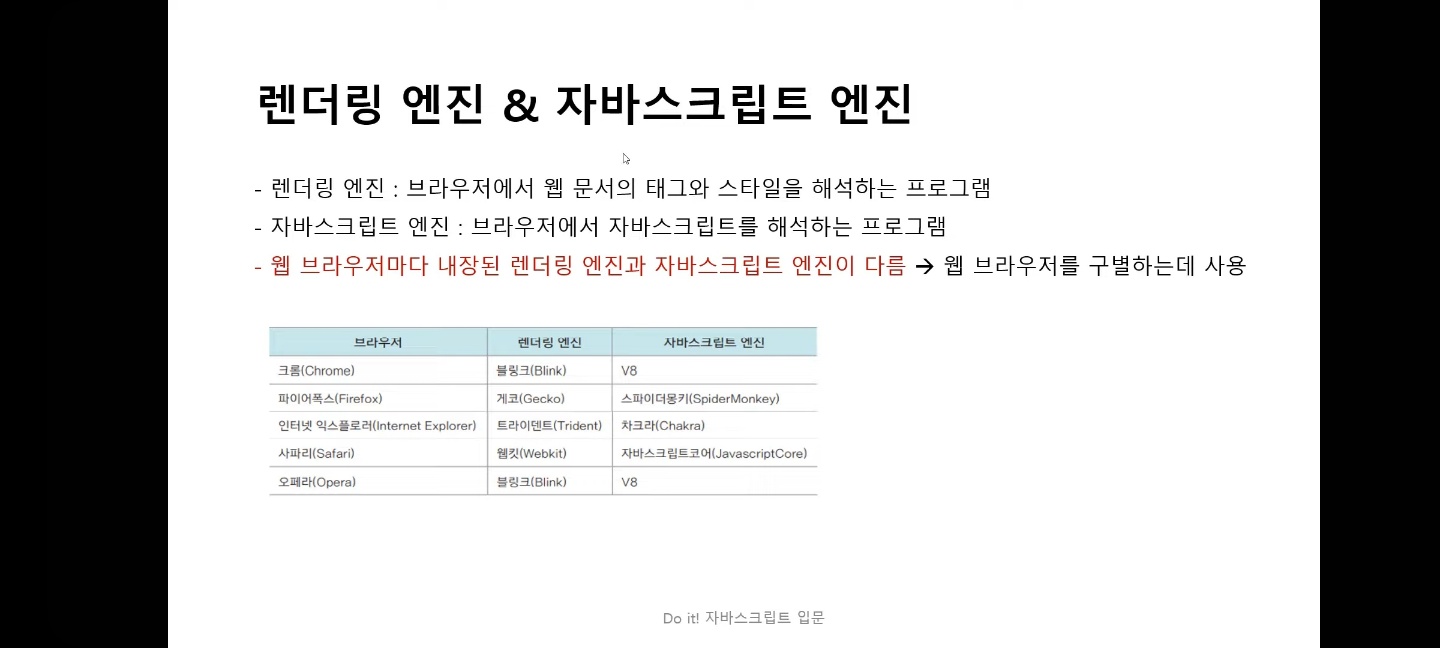 렌더링 엔진 & 자바스크립트 엔진
- 렌더링 엔진 : 브라우저에서 웹 문서의 태그와 스타일을 해석하는 프로그램
- 자바스크립트 엔진 : 브라우저에서 자바스크립트를 해석하는 프로그램
- 웹 브라우저마다 내장된 렌더링 엔진과 자바스크립트 엔진이 다름 → 웹 브라우저를 구별하는데 사용
브라우저 렌더링 엔진 자바스크립트 엔진
크롬(Chrome) 블링크(Blink) V8
파이어폭스(Firefox) 게코(Gecko) 스파이더몽키(SpiderMonkey)
인터넷 익스플로러(Internet Explorer) 트라이덴트(Trident) 차크라(Chakra)
사파리(Safari) 웹킷(Webkit) 자바스크립트코어(JavascriptCore)
오페라(Opera) 블링크(Blink) V8
Do it! 자바스크립트 입문